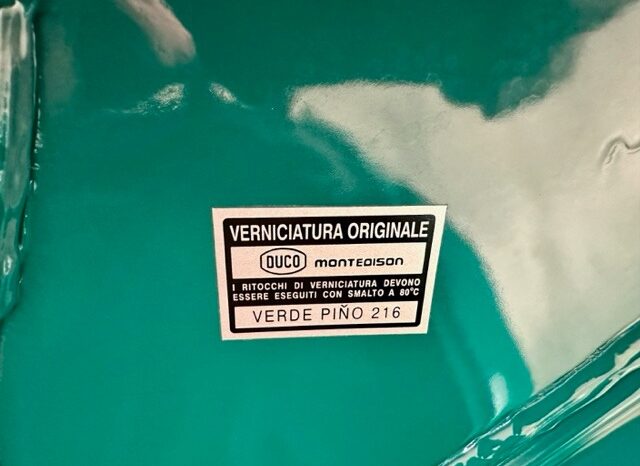 VERNICIATURA ORIGINALE
DUCO MONTEDISON
I RITOCCHI DI VERNICIATURA DEVONO
ESSERE ESEGUITI CON SMALTO A 80°C
VERDE PIÑO 216